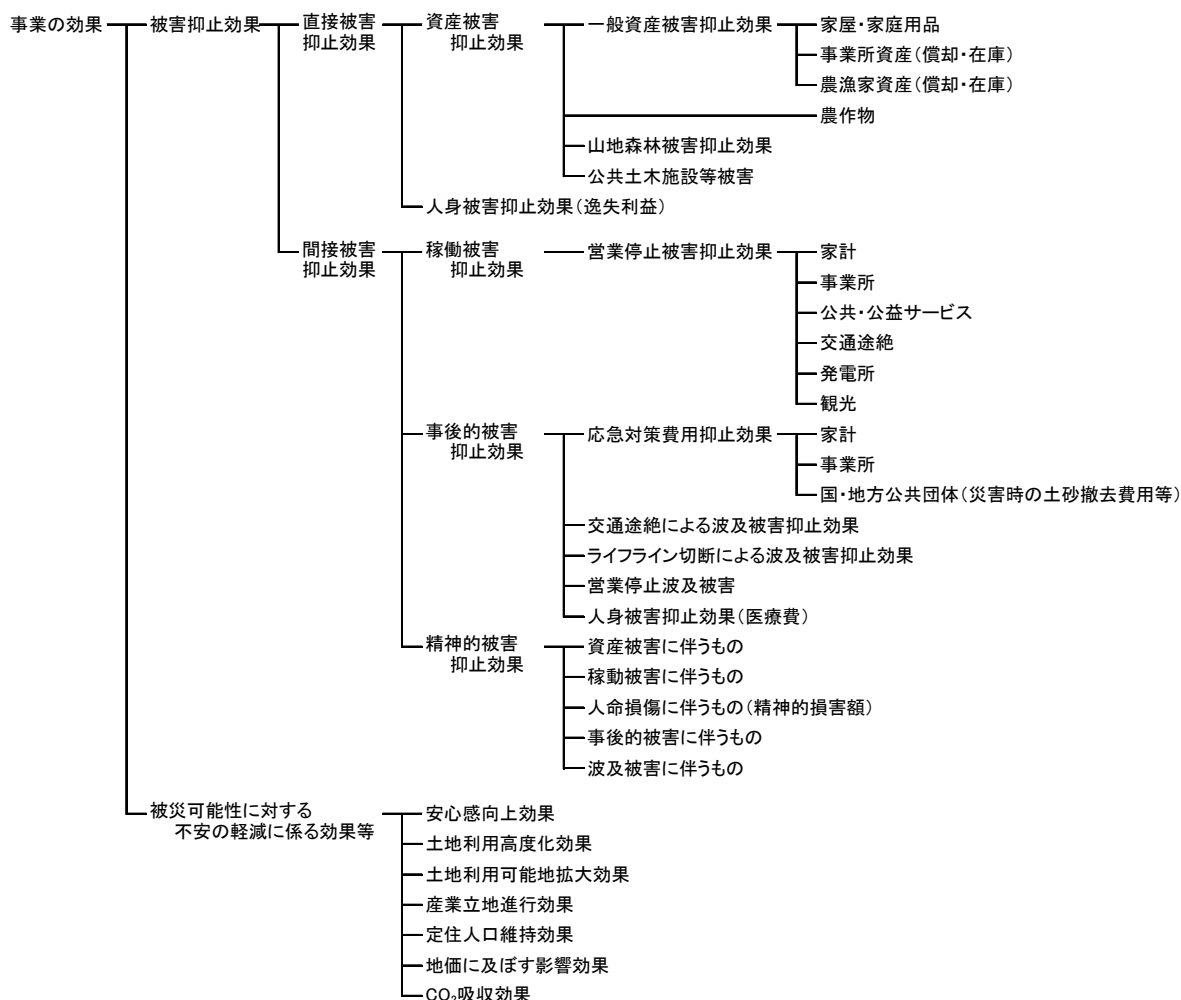 事業の効果
被害抑止効果
直接被害
抑止効果
資産被害
抑止効果
一般資産被害抑止効果
家屋・家庭用品
事業所資産(償却・在庫)
農漁家資産(償却・在庫)
農作物
山地森林被害抑止効果
公共土木施設等被害
人身被害抑止効果(逸失利益)
間接被害
抑止効果
稼働被害
抑止効果
営業停止被害抑止効果
家計
事業所
公共・公益サービス
交通途絶
発電所
観光
事後的被害
抑止効果
応急対策費用抑止効果
家計
事業所
国・地方公共団体(災害時の土砂撤去費用等)
交通途絶による波及被害抑止効果
ライフライン切断による波及被害抑止効果
営業停止波及被害
人身被害抑止効果(医療費)
精神的被害
抑止効果
資産被害に伴うもの
稼動被害に伴うもの
人命損傷に伴うもの(精神的損害額)
事後的被害に伴うもの
波及被害に伴うもの
被災可能性に対する
不安の軽減に係る効果等
安心感向上効果
土地利用高度化効果
土地利用可能地拡大効果
産業立地進行効果
定住人口維持効果
地価に及ぼす影響効果
CO₂吸収効果